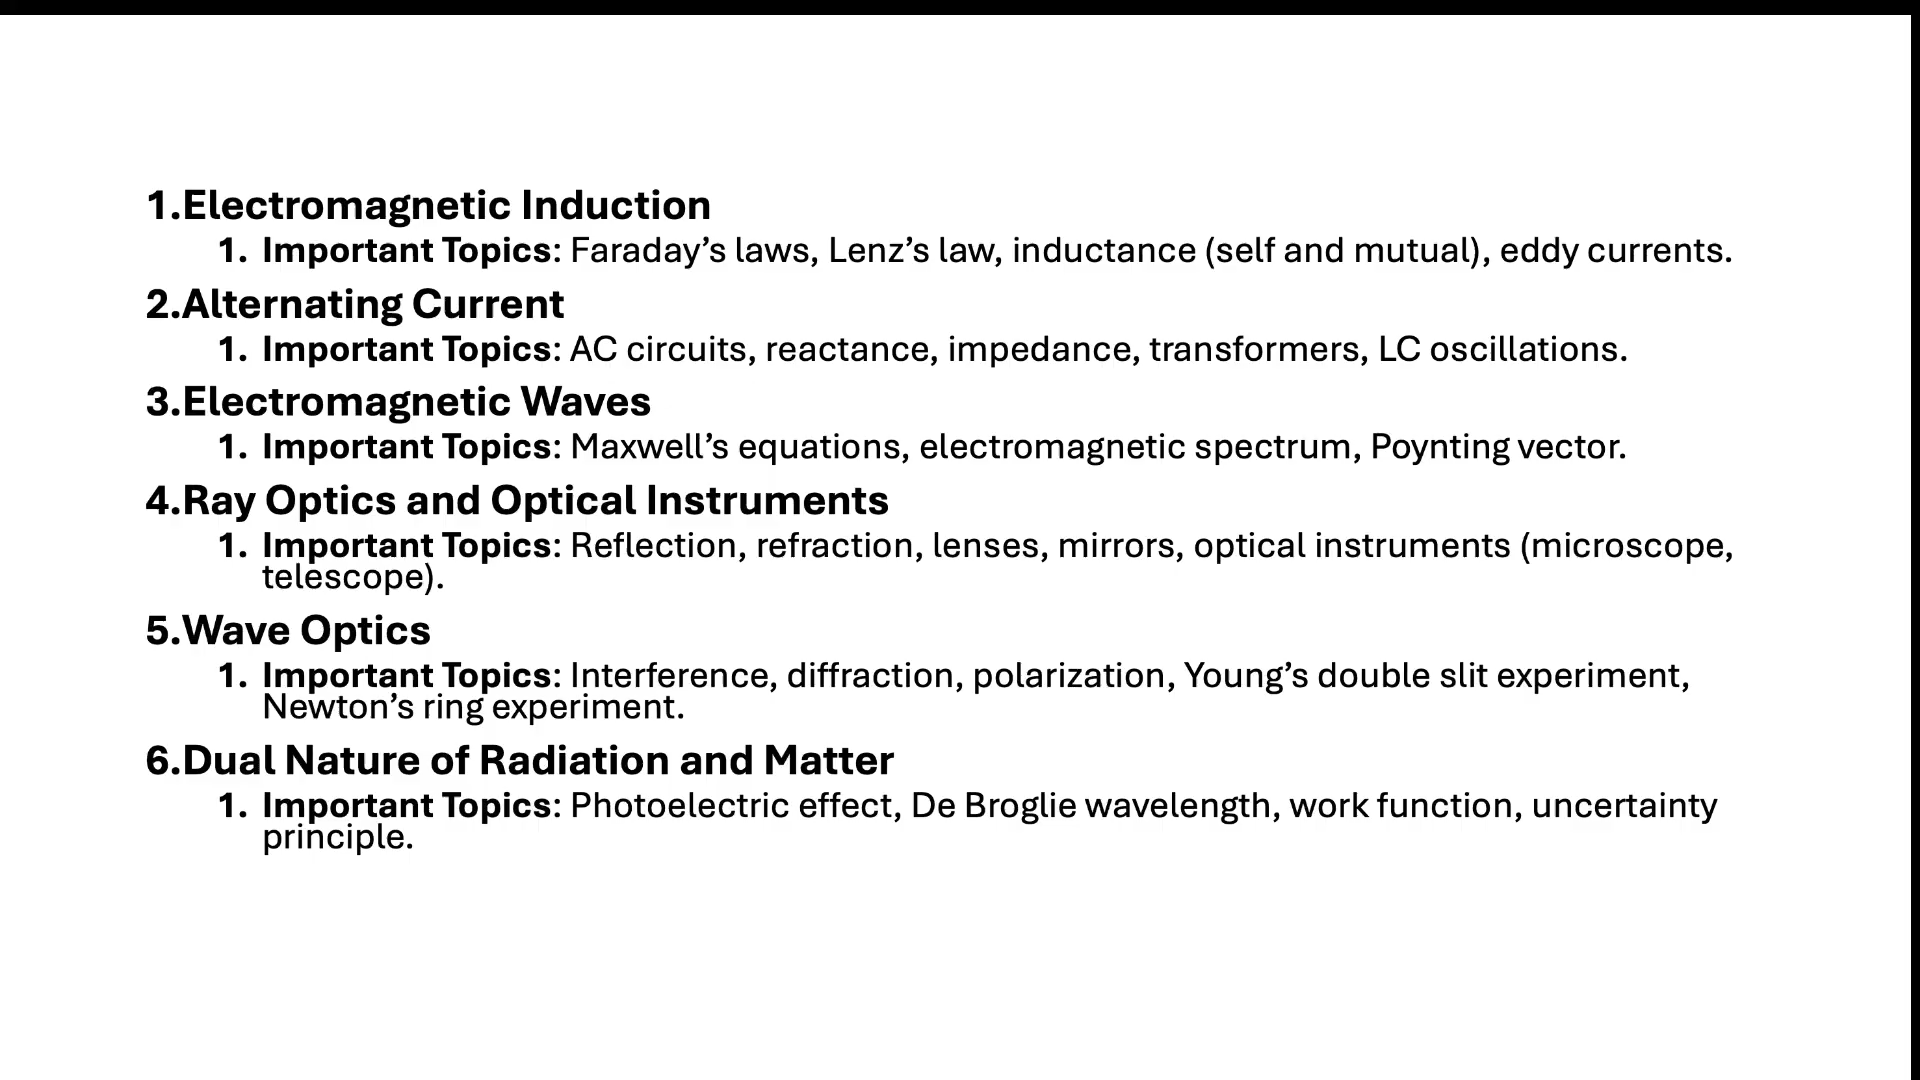 1.Electromagnetic Induction
1. Important Topics: Faraday’s laws, Lenz’s law, inductance (self and mutual), eddy currents.
2.Alternating Current
1. Important Topics: AC circuits, reactance, impedance, transformers, LC oscillations.
3.Electromagnetic Waves
1. Important Topics: Maxwell’s equations, electromagnetic spectrum, Poynting vector.
4.Ray Optics and Optical Instruments
1. Important Topics: Reflection, refraction, lenses, mirrors, optical instruments (microscope,
telescope).
5.Wave Optics
1. Important Topics: Interference, diffraction, polarization, Young’s double slit experiment,
Newton’s ring experiment.
6.Dual Nature of Radiation and Matter
1. Important Topics: Photoelectric effect, De Broglie wavelength, work function, uncertainty
principle.